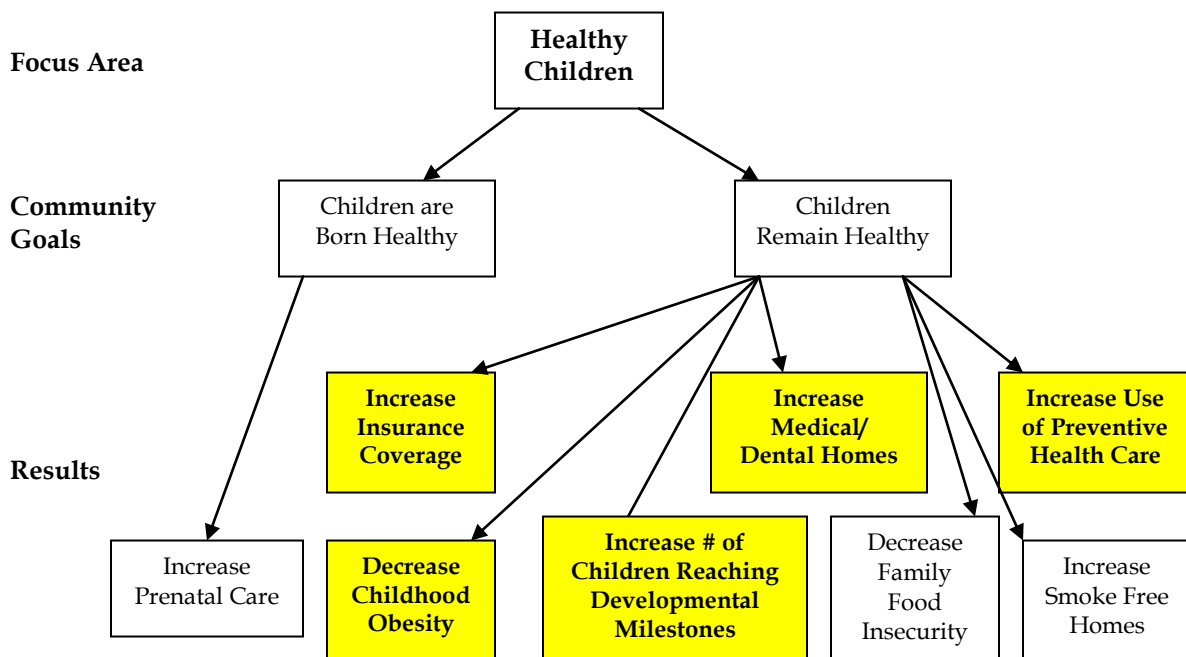 Focus Area
Healthy
Children
Community
Goals
Children are
Born Healthy
Children
Remain Healthy
Results
Increase
Insurance
Coverage
Increase
Medical/
Dental Homes
Increase Use
of Preventive
Health Care
Increase
Prenatal Care
Decrease
Childhood
Obesity
Increase # of
Children Reaching
Developmental
Milestones
Decrease
Family
Food
Insecurity
Increase
Smoke Free
Homes